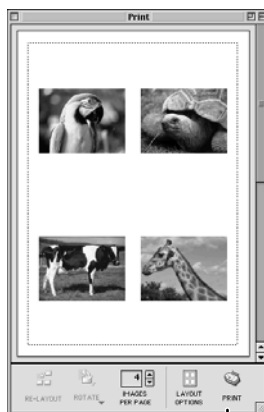 Print
4
RE-LAYOUT
ROTATE
IMAGES
PER PAGE
LAYOUT
OPTIONS
PRINT